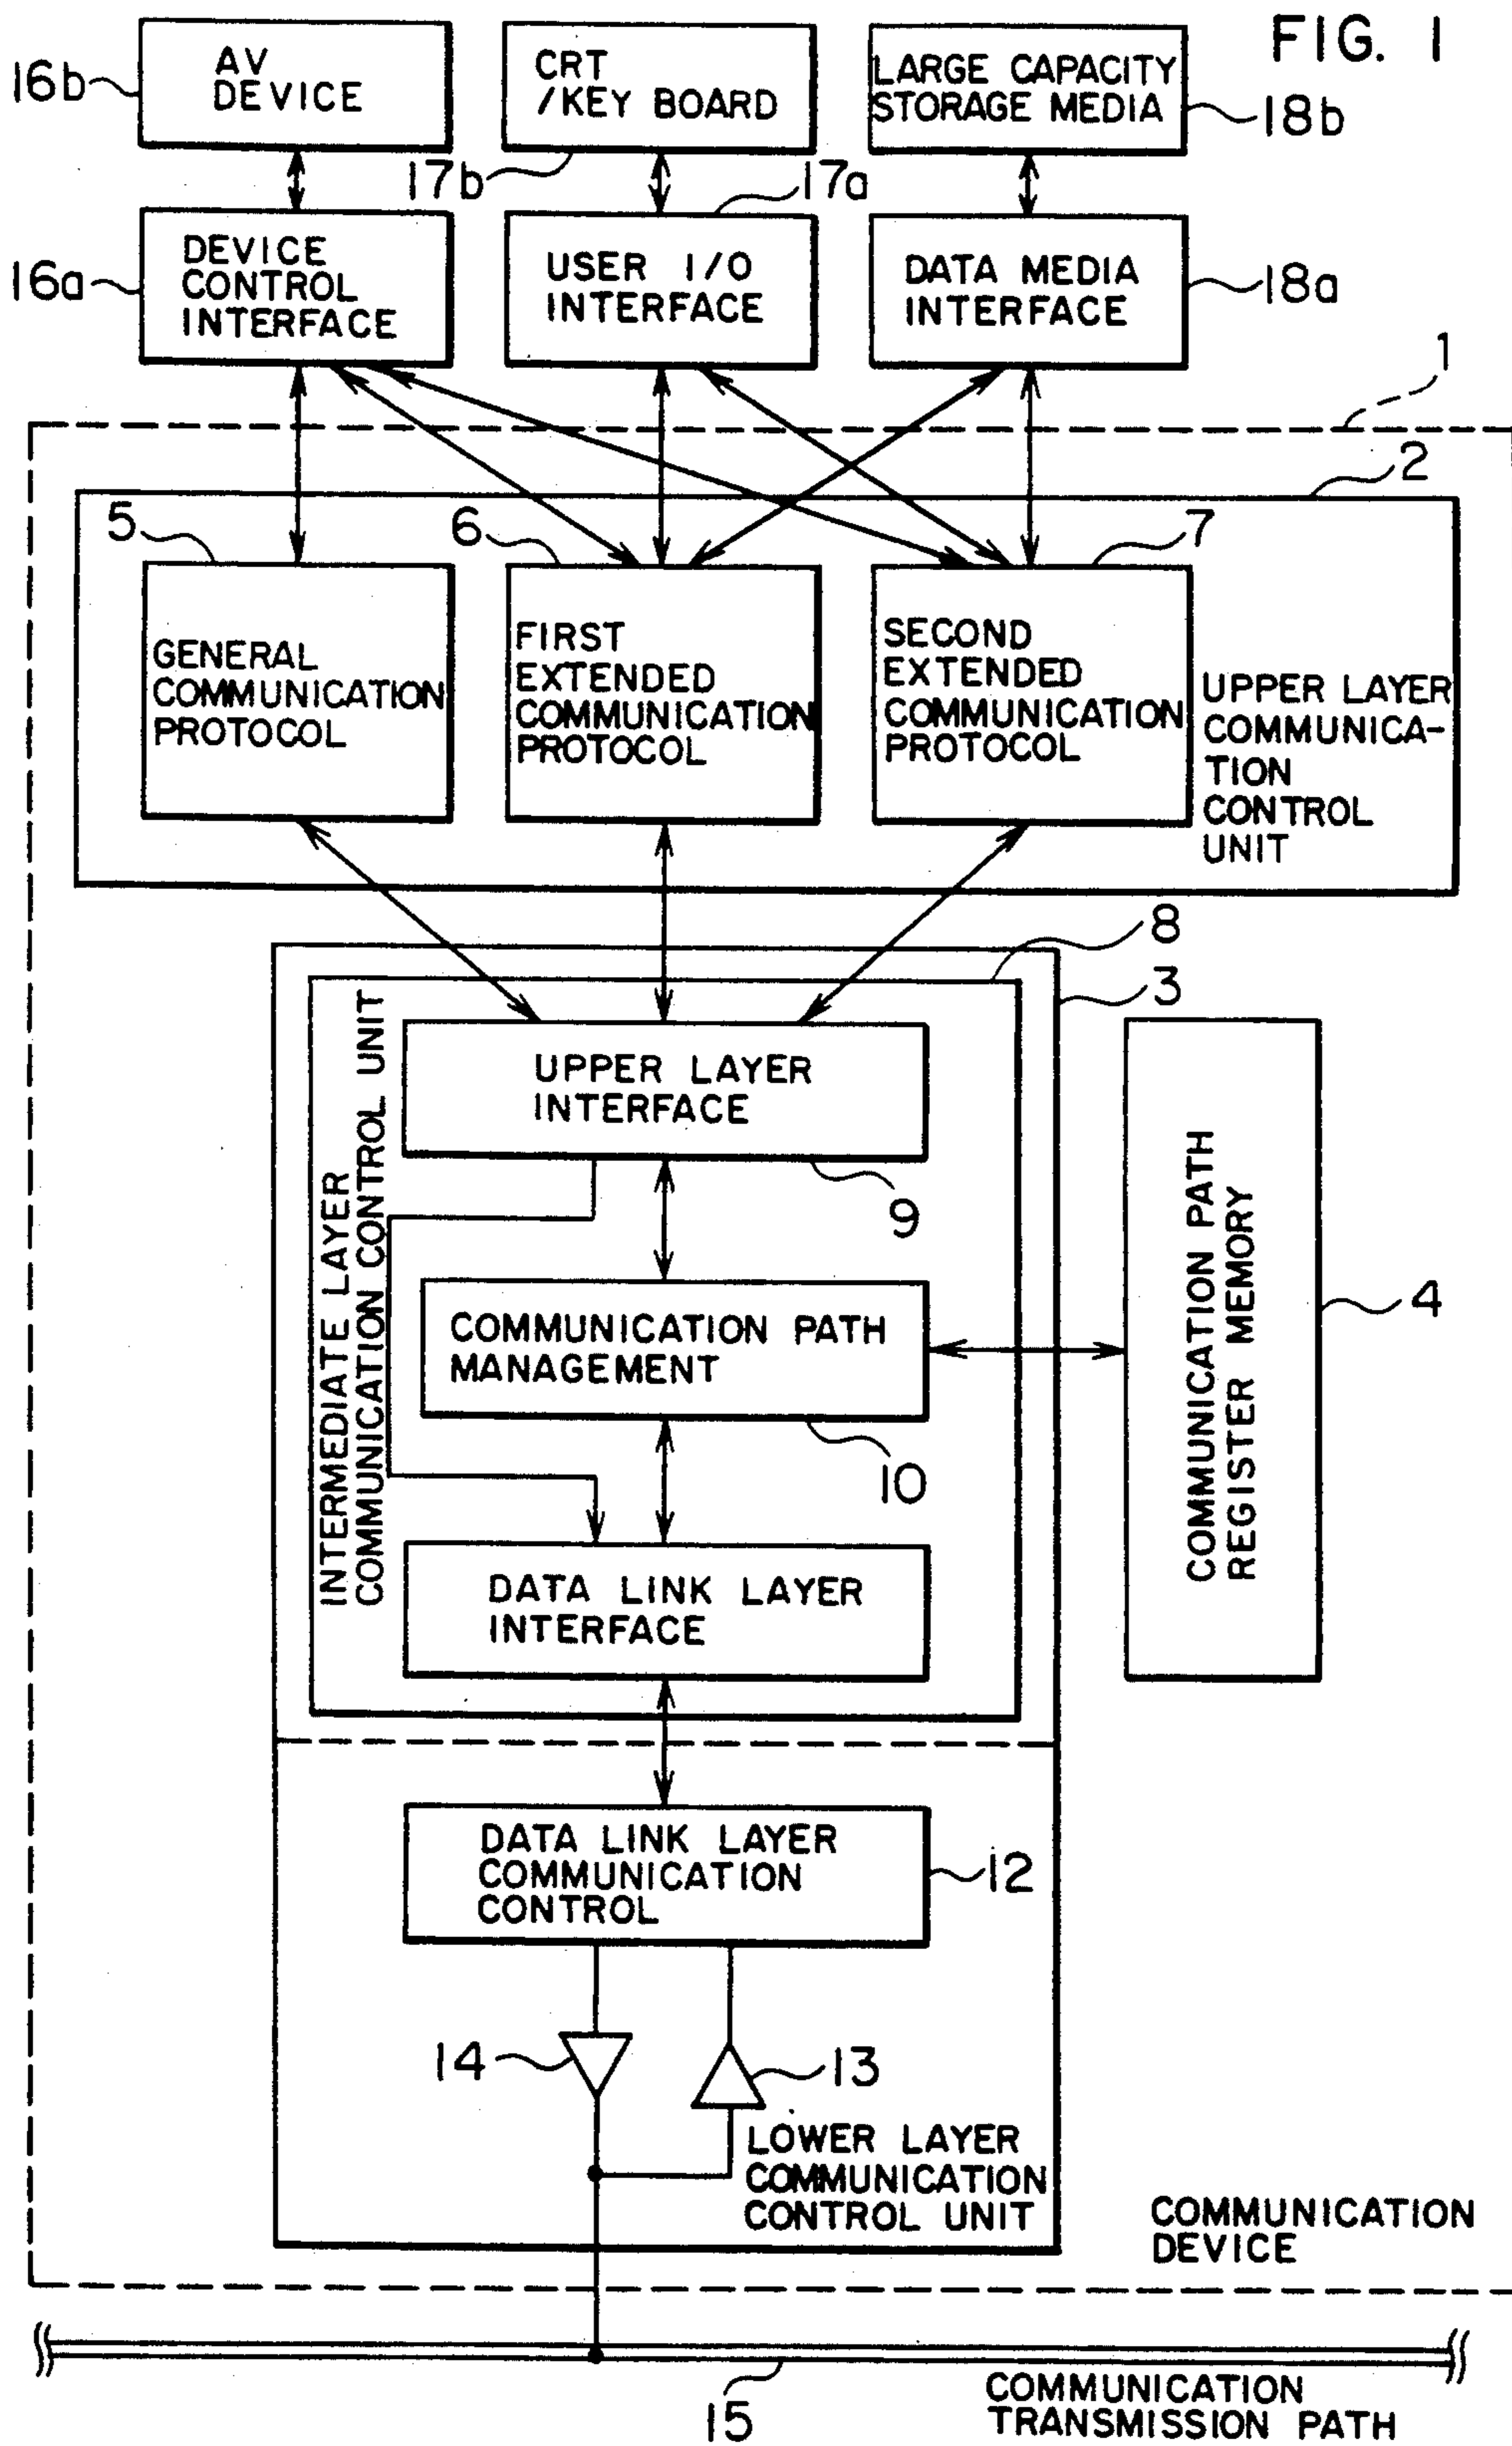 FIG. 1
16b
AV
DEVICE
CRT
/KEY BOARD
LARGE CAPACITY
STORAGE MEDIA
18b
17b
17a
16a
DEVICE
CONTROL
INTERFACE
USER I/O
INTERFACE
DATA MEDIA
INTERFACE
18a
1
2
5
6
7
GENERAL
COMMUNICATION
PROTOCOL
FIRST
EXTENDED
COMMUNICATION
PROTOCOL
SECOND
EXTENDED
COMMUNICATION
PROTOCOL
UPPER LAYER
COMMUNICA-
TION
CONTROL
UNIT
8
3
INTERMEDIATE LAYER
COMMUNICATION CONTROL UNIT
UPPER LAYER
INTERFACE
9
COMMUNICATION PATH
MANAGEMENT
10
COMMUNICATION PATH
REGISTER MEMORY
4
DATA LINK LAYER
INTERFACE
DATA LINK LAYER
COMMUNICATION
CONTROL
12
14
13
LOWER LAYER
COMMUNICATION
CONTROL UNIT
COMMUNICATION
DEVICE
15
COMMUNICATION
TRANSMISSION PATH